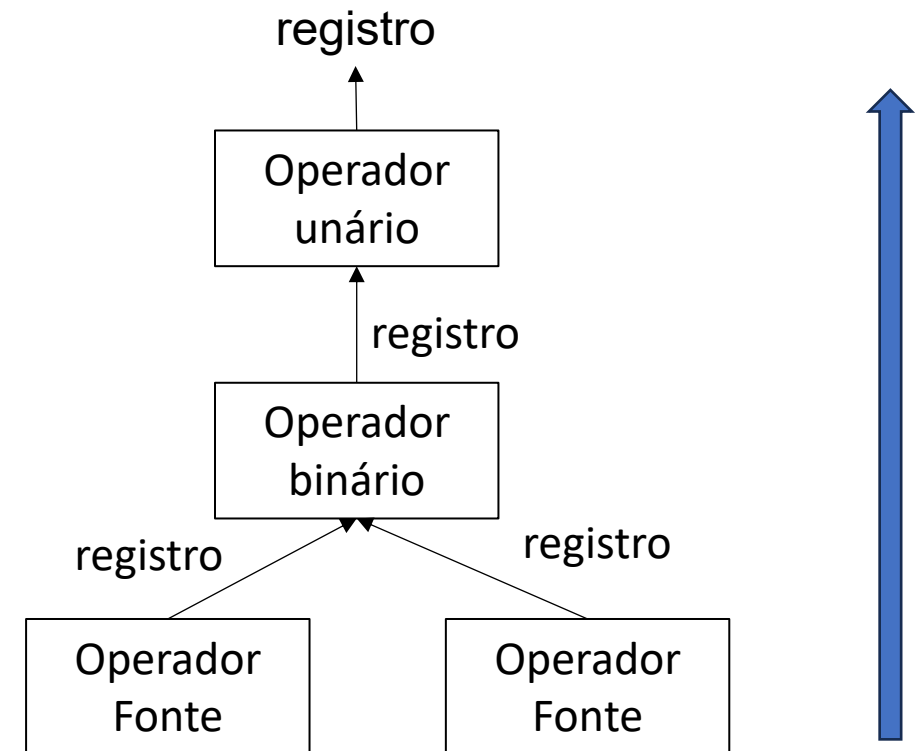 registro
Operador
unário
registro
Operador
binário
registro
registro
Operador
Fonte
Operador
Fonte